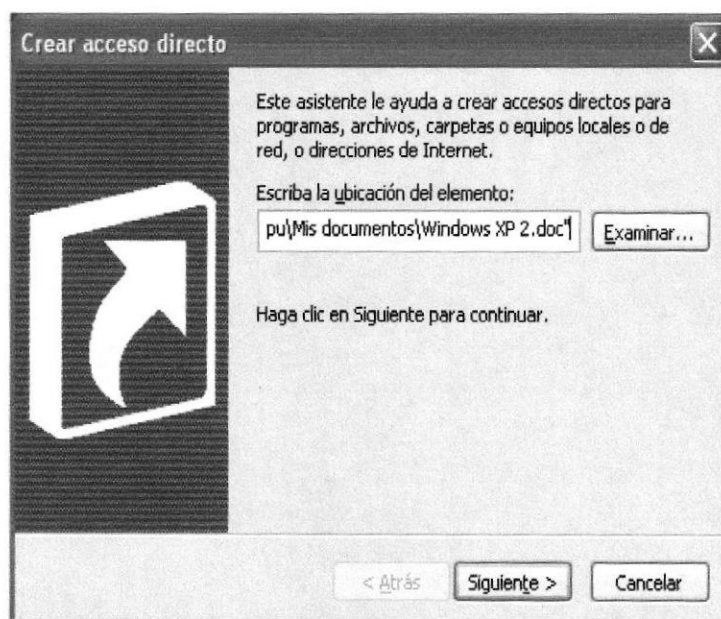 Crear acceso directo
Este asistente le ayuda a crear accesos directos para
programas, archivos, carpetas o equipos locales o de
red, o direcciones de Internet.
Escriba la ubicación del elemento:
pu\Mis documentos\Windows XP 2.doc"
Examinar...
Haga clic en Siguiente para continuar.
< Atrás
Siguiente >
Cancelar